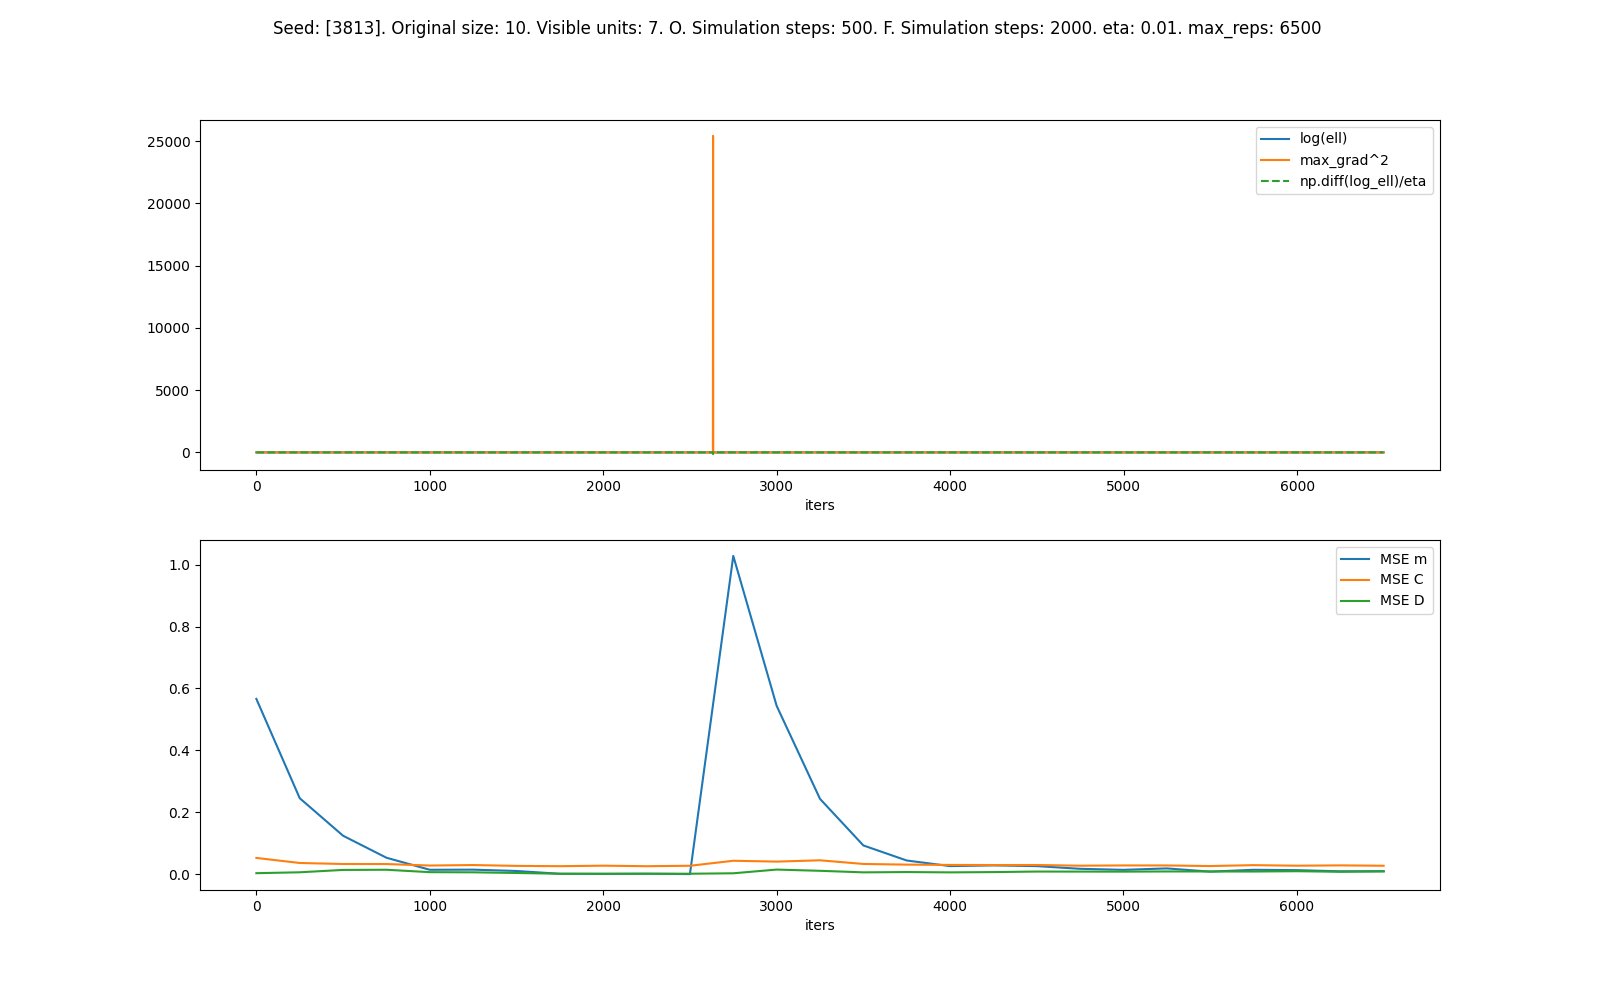 Seed: [3813]. Original size: 10. Visible units: 7. O. Simulation steps: 500. F. Simulation steps: 2000. eta: 0.01. max_reps: 6500
25000
20000
15000
10000
5000
0
log(ell)
max_grad^2
np.diff(log_ell)/eta
0 1000 2000 3000 4000 5000 6000
iters
1.0
0.8
0.6
0.4
0.2
0.0
MSE m
MSE C
MSE D
0 1000 2000 3000 4000 5000 6000
iters